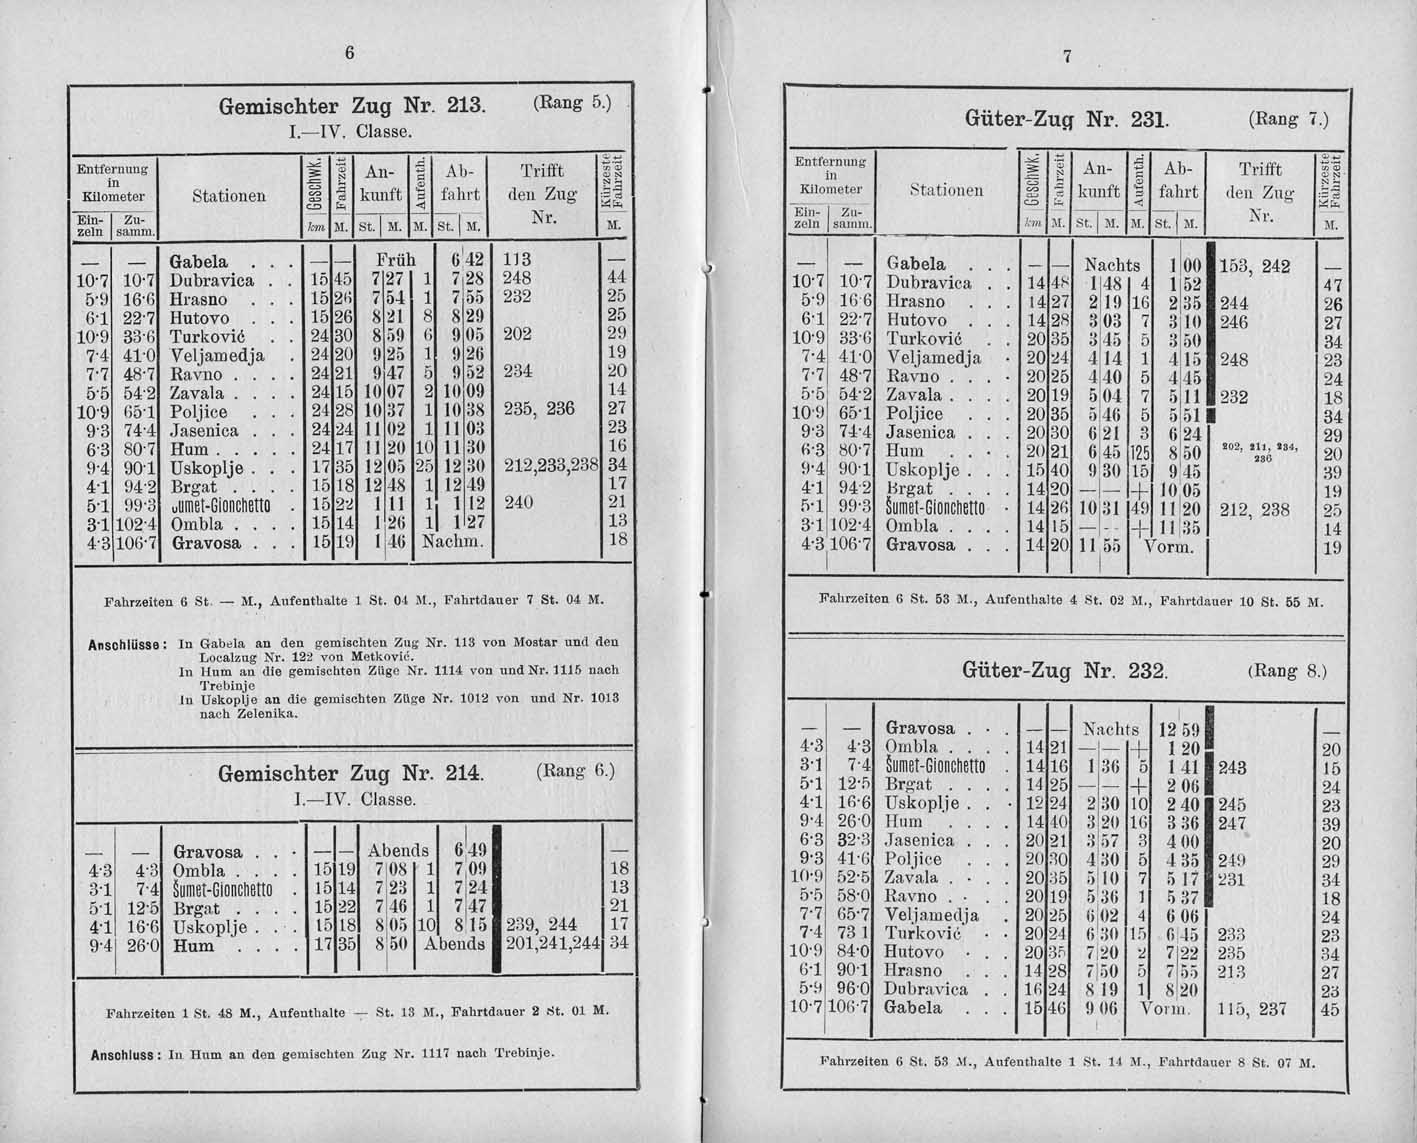 6
Gemischter Zug Nr. 213. (Rang 5.)
I.—IV. Classe.
Entfernung in Kilometer | Stationen | Geschwk. | Fahrzeit | Ankunft | Aufenth. | Abfahrt | Trifft den Zug Nr. | Kürzeste Fahrzeit
Einzeln | Zusamm. | km | M. | St. | M. | M. | St. | M. | M.
— — Gabela . . . — — Früh 6 42 113 —
10·7 10·7 Dubravica . . 15 45 7 27 1 7 28 248 44
5·9 16·6 Hrasno . . . 15 26 7 54 1 7 55 232 25
6·1 22·7 Hutovo . . . 15 26 8 21 8 8 29 25
10·9 33·6 Turković . . 24 30 8 59 6 9 05 202 29
7·4 41·0 Veljamedja . 24 20 9 25 1 9 26 19
7·7 48·7 Ravno . . . . 24 21 9 47 5 9 52 234 20
5·5 54·2 Zavala . . . . 24 15 10 07 2 10 09 14
10·9 65·1 Poljice . . . 24 28 10 37 1 10 38 235, 236 27
9·3 74·4 Jasenica . . . 24 24 11 02 1 11 03 23
6·3 80·7 Hum . . . . . 24 17 11 20 10 11 30 16
9·4 90·1 Uskoplje . . . 17 35 12 05 25 12 30 212,233,238 34
4·1 94·2 Brgat . . . . 15 18 12 48 1 12 49 17
5·1 99·3 Šumet-Gionchetto . 15 22 1 11 1 1 12 240 21
3·1 102·4 Ombla . . . . 15 14 1 26 1 1 27 13
4·3 106·7 Gravosa . . . 15 19 1 46 Nachm. 18
Fahrzeiten 6 St. — M., Aufenthalte 1 St. 04 M., Fahrtdauer 7 St. 04 M.
Anschlüsse: In Gabela an den gemischten Zug Nr. 113 von Mostar und den
Localzug Nr. 122 von Metković.
In Hum an die gemischten Züge Nr. 1114 von und Nr. 1115 nach
Trebinje
In Uskoplje an die gemischten Züge Nr. 1012 von und Nr. 1013
nach Zelenika.
Gemischter Zug Nr. 214. (Rang 6.)
I.—IV. Classe.
— — Gravosa . . . — — Abends 6 49 —
4·3 4·3 Ombla . . . . 15 19 7 08 1 7 09 18
3·1 7·4 Šumet-Gionchetto . 15 14 7 23 1 7 24 13
5·1 12·5 Brgat . . . . 15 22 7 46 1 7 47 21
4·1 16·6 Uskoplje . . . 15 18 8 05 10 8 15 239, 244 17
9·4 26·0 Hum . . . . 17 35 8 50 Abends 201,241,244 34
Fahrzeiten 1 St. 48 M., Aufenthalte — St. 13 M., Fahrtdauer 2 St. 01 M.
Anschluss: In Hum an den gemischten Zug Nr. 1117 nach Trebinje.
7
Güter-Zug Nr. 231. (Rang 7.)
Entfernung in Kilometer | Stationen | Geschwk. | Fahrzeit | Ankunft | Aufenth. | Abfahrt | Trifft den Zug Nr. | Kürzeste Fahrzeit
Einzeln | Zusamm. | km | M. | St. | M. | M. | St. | M. | M.
— — Gabela . . . — — Nachts 1 00 153, 242 —
10·7 10·7 Dubravica . . 14 48 1 48 4 1 52 47
5·9 16·6 Hrasno . . . 14 27 2 19 16 2 35 244 26
6·1 22·7 Hutovo . . . 14 28 3 03 7 3 10 246 27
10·9 33·6 Turković . . 20 35 3 45 5 3 50 34
7·4 41·0 Veljamedja . 20 24 4 14 1 4 15 248 23
7·7 48·7 Ravno . . . . 20 25 4 40 5 4 45 24
5·5 54·2 Zavala . . . . 20 19 5 04 7 5 11 232 18
10·9 65·1 Poljice . . . 20 35 5 46 5 5 51 34
9·3 74·4 Jasenica . . . 20 30 6 21 3 6 24 29
6·3 80·7 Hum . . . . 20 21 6 45 125 8 50 202, 211, 234, 236 20
9·4 90·1 Uskoplje . . . 15 40 9 30 15 9 45 39
4·1 94·2 Brgat . . . . 14 20 — — + 10 05 19
5·1 99·3 Šumet-Gionchetto . 14 26 10 31 49 11 20 212, 238 25
3·1 102·4 Ombla . . . . 14 15 — — + 11 35 14
4·3 106·7 Gravosa . . . 14 20 11 55 Vorm. 19
Fahrzeiten 6 St. 53 M., Aufenthalte 4 St. 02 M., Fahrtdauer 10 St. 55 M.
Güter-Zug Nr. 232. (Rang 8.)
— — Gravosa . . . — — Nachts 12 59 —
4·3 4·3 Ombla . . . . 14 21 — — + 1 20 20
3·1 7·4 Šumet-Gionchetto . 14 16 1 36 5 1 41 243 15
5·1 12·5 Brgat . . . . 14 25 — — + 2 06 24
4·1 16·6 Uskoplje . . . 12 24 2 30 10 2 40 245 23
9·4 26·0 Hum . . . . 14 40 3 20 16 3 36 247 39
6·3 32·3 Jasenica . . . 20 21 3 57 3 4 00 20
9·3 41·6 Poljice . . . 20 30 4 30 5 4 35 249 29
10·9 52·5 Zavala . . . . 20 35 5 10 7 5 17 231 34
5·5 58·0 Ravno . . . . 20 19 5 36 1 5 37 18
7·7 65·7 Veljamedja . 20 25 6 02 4 6 06 24
7·4 73 1 Turković . . 20 24 6 30 15 6 45 233 23
10·9 84·0 Hutovo . . . 20 35 7 20 2 7 22 235 34
6·1 90·1 Hrasno . . . 14 28 7 50 5 7 55 213 27
5·9 96·0 Dubravica . . 16 24 8 19 1 8 20 23
10·7 106·7 Gabela . . . 15 46 9 06 Vorm. 115, 237 45
Fahrzeiten 6 St. 53 M., Aufenthalte 1 St. 14 M., Fahrtdauer 8 St. 07 M.